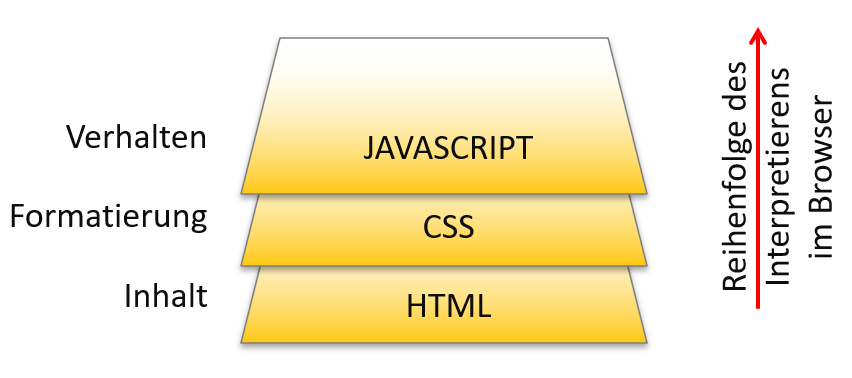 Verhalten
JAVASCRIPT
Formatierung
CSS
Inhalt
HTML
Reihenfolge des
Interpretierens
im Browser